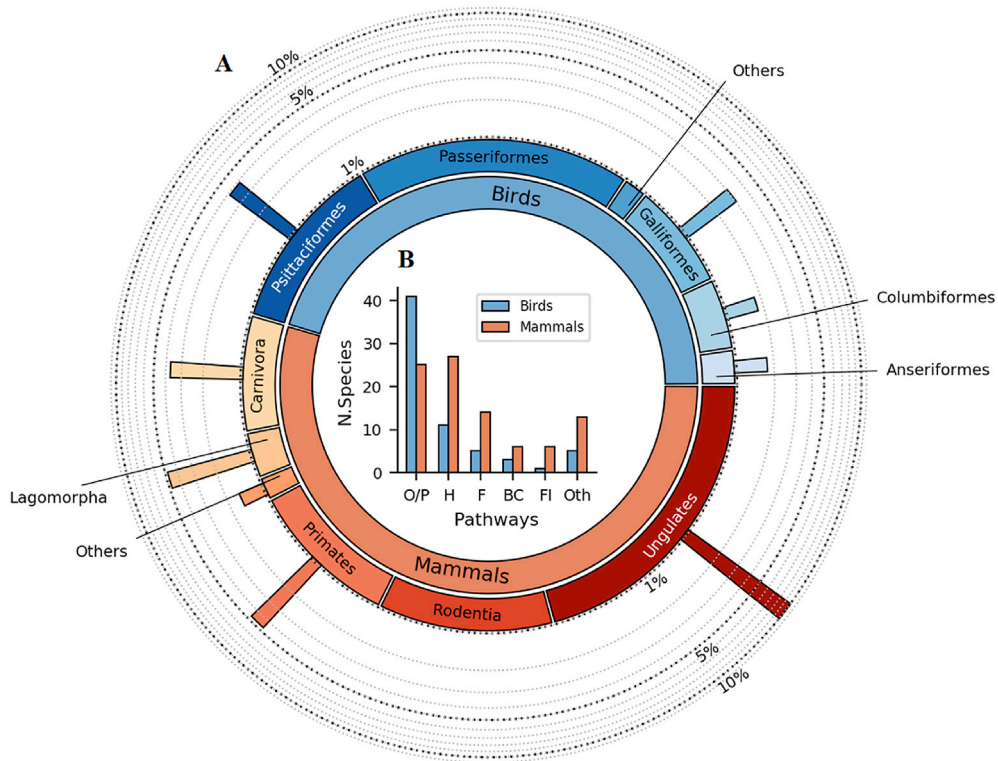 A
10%
5%
1%
Others
Passeriformes
Birds
Psittaciformes
Galliformes
Columbiformes
Anseriformes
B
Birds
Mammals
N.Species
40
30
20
10
0
O/P H F BC FI Oth
Pathways
Carnivora
Lagomorpha
Others
Primates
Mammals
Rodentia
Ungulates
1%
5%
10%